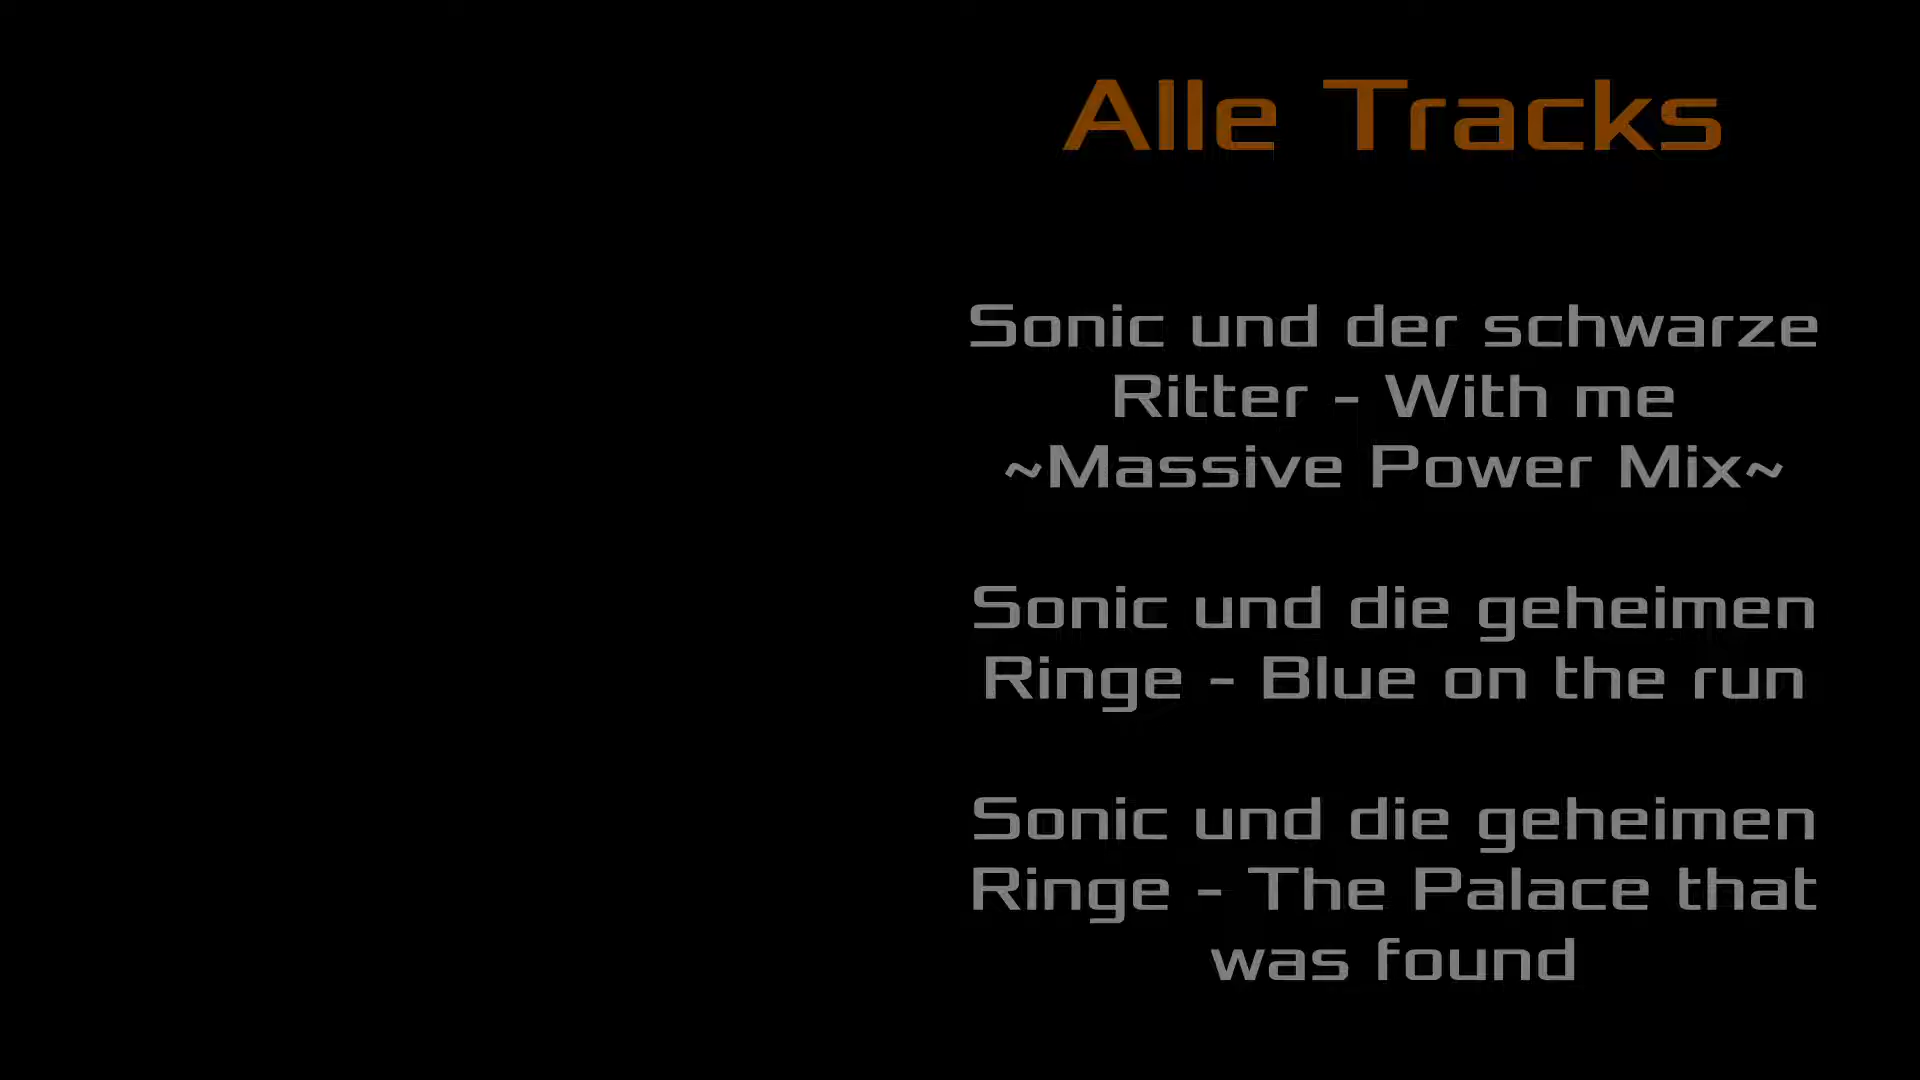 Alle Tracks
Sonic und der schwarze
Ritter - With me
~Massive Power Mix~
Sonic und die geheimen
Ringe - Blue on the run
Sonic und die geheimen
Ringe - The Palace that
was found